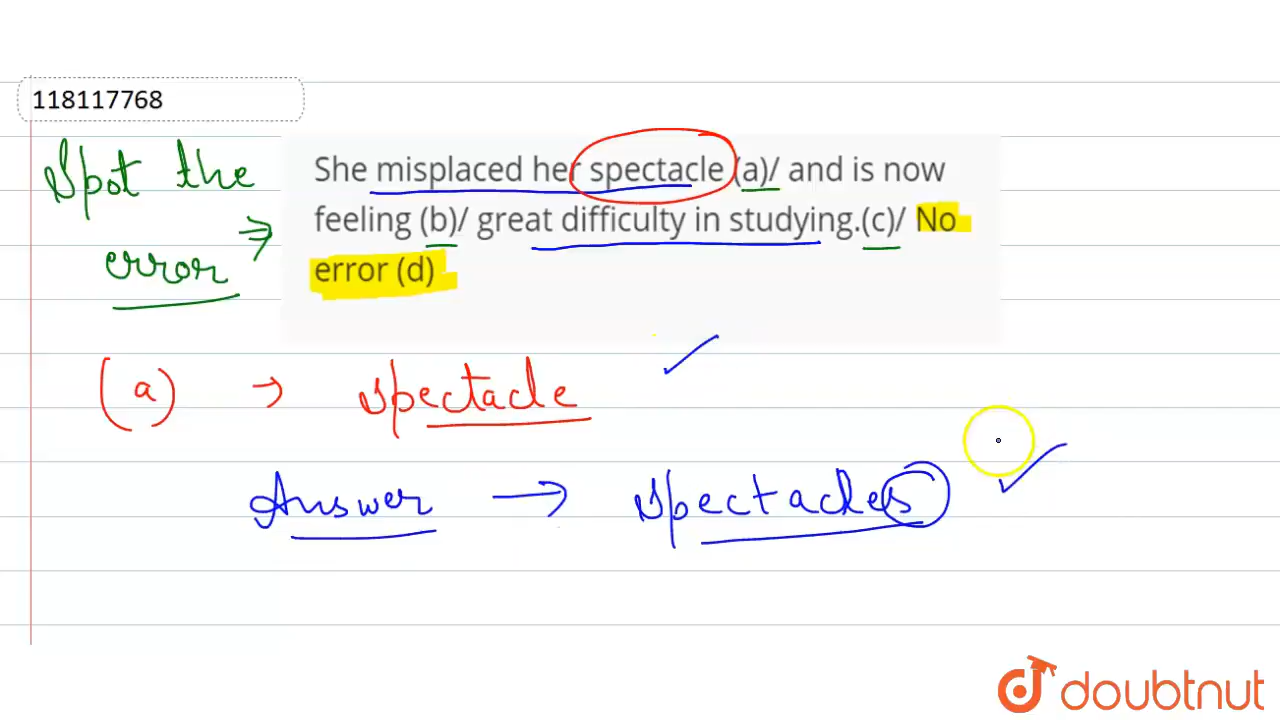 118117768
Spot the
error ⇒
She misplaced her spectacle (a)/ and is now
feeling (b)/ great difficulty in studying.(c)/ No
error (d)
(a) → Spectacle ✓
Answer → Spectacles ✓
doubtnut